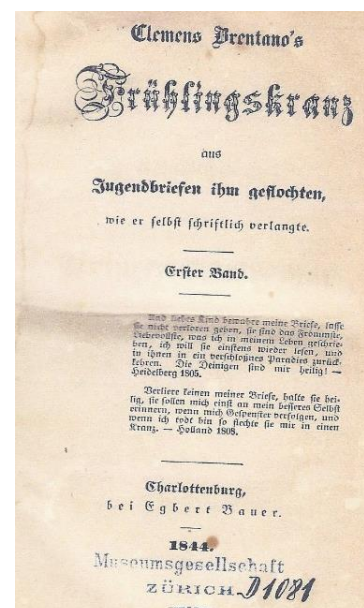 Clemens Brentano's
Frühlingskranz
aus
Jugendbriefen ihm geflochten,
wie er selbst schriftlich verlangte.
Erster Band.
Und liebes Kind bewahre meine Briefe, lasse
sie nicht verloren gehen, sie sind das Frömmste,
Liebevollste, was ich in meinem Leben geschrie-
ben, ich will sie einstens wieder lesen, und
in ihnen in ein verschloßnes Paradies zurück-
kehren. Die Deinigen sind mir heilig! —
Heidelberg 1805.
Verliere keinen meiner Briefe, halte sie hei-
lig, sie sollen mich einst an mein besseres Selbst
erinnern, wenn mich Gespenster verfolgen, und
wenn ich todt bin so flechte sie mir in einen
Kranz. — Holland 1808.
Charlottenburg,
bei Egbert Bauer.
1844.
Museumsgesellschaft
ZÜRICH. D1081